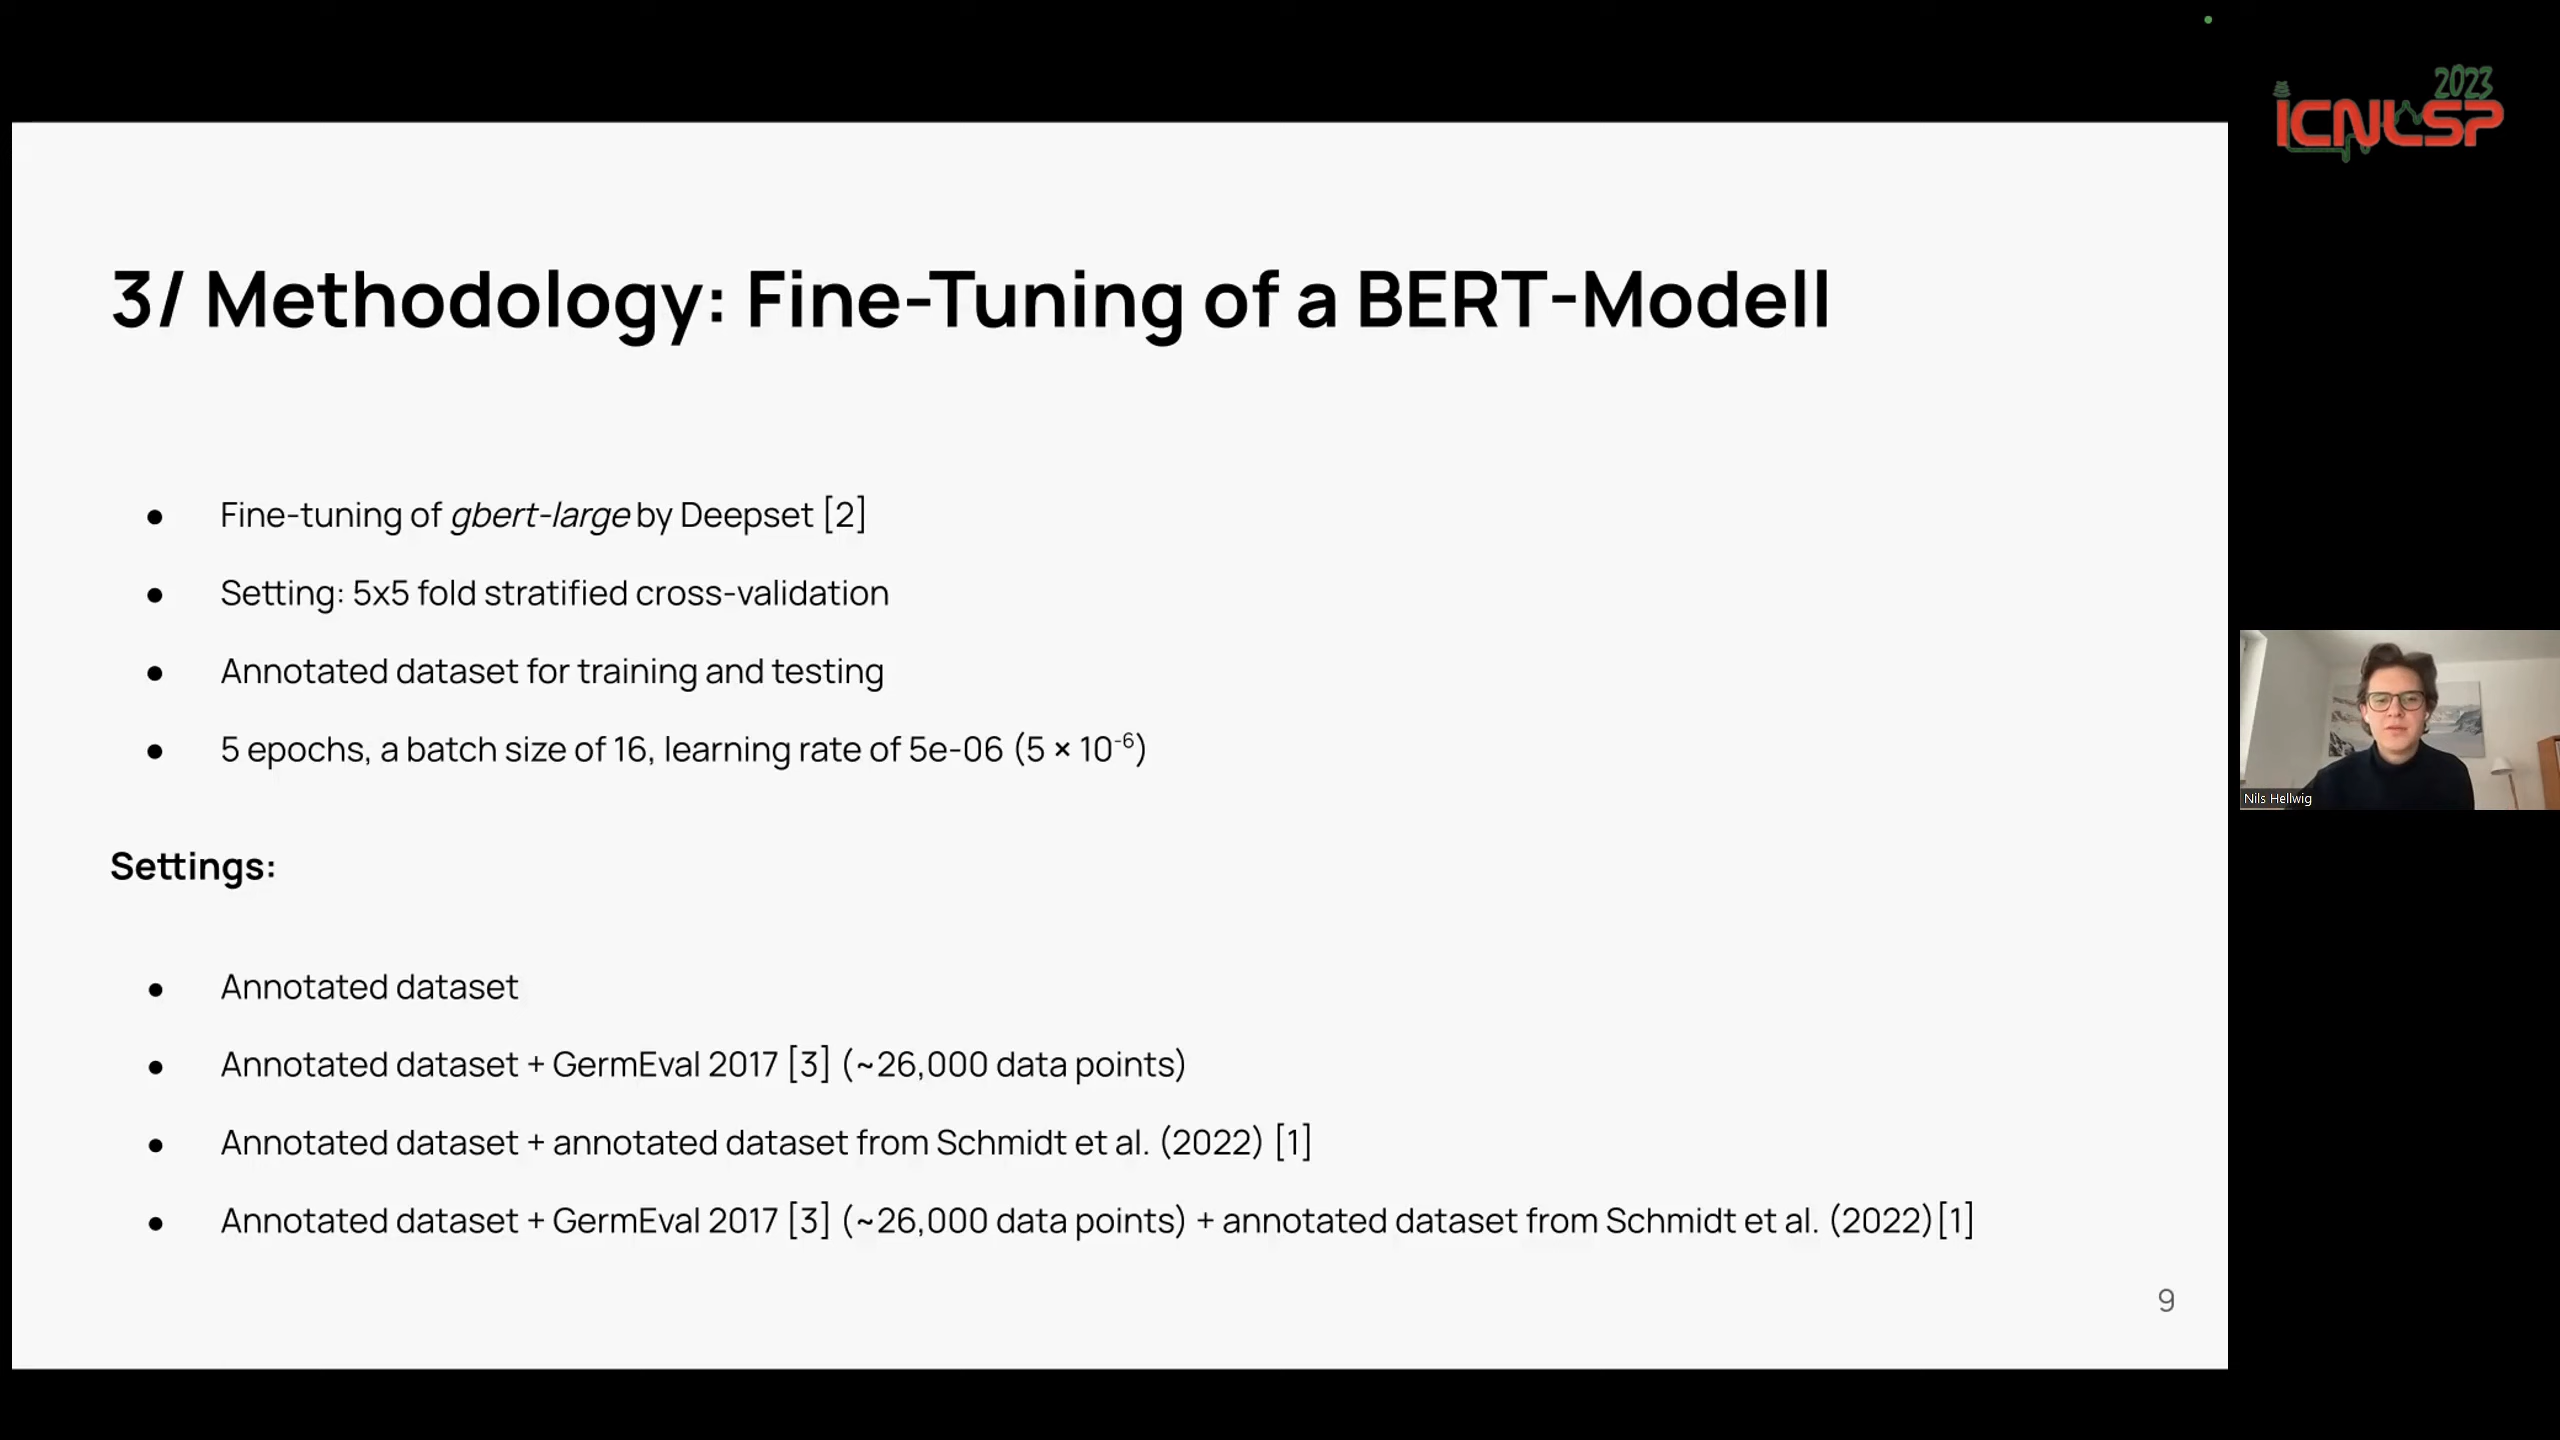 2023
ICNLSP
3/ Methodology: Fine-Tuning of a BERT-Modell
● Fine-tuning of gbert-large by Deepset [2]
● Setting: 5x5 fold stratified cross-validation
● Annotated dataset for training and testing
● 5 epochs, a batch size of 16, learning rate of 5e-06 (5 × 10⁻⁶)
Settings:
● Annotated dataset
● Annotated dataset + GermEval 2017 [3] (~26,000 data points)
● Annotated dataset + annotated dataset from Schmidt et al. (2022) [1]
● Annotated dataset + GermEval 2017 [3] (~26,000 data points) + annotated dataset from Schmidt et al. (2022)[1]
9
Nils Hellwig